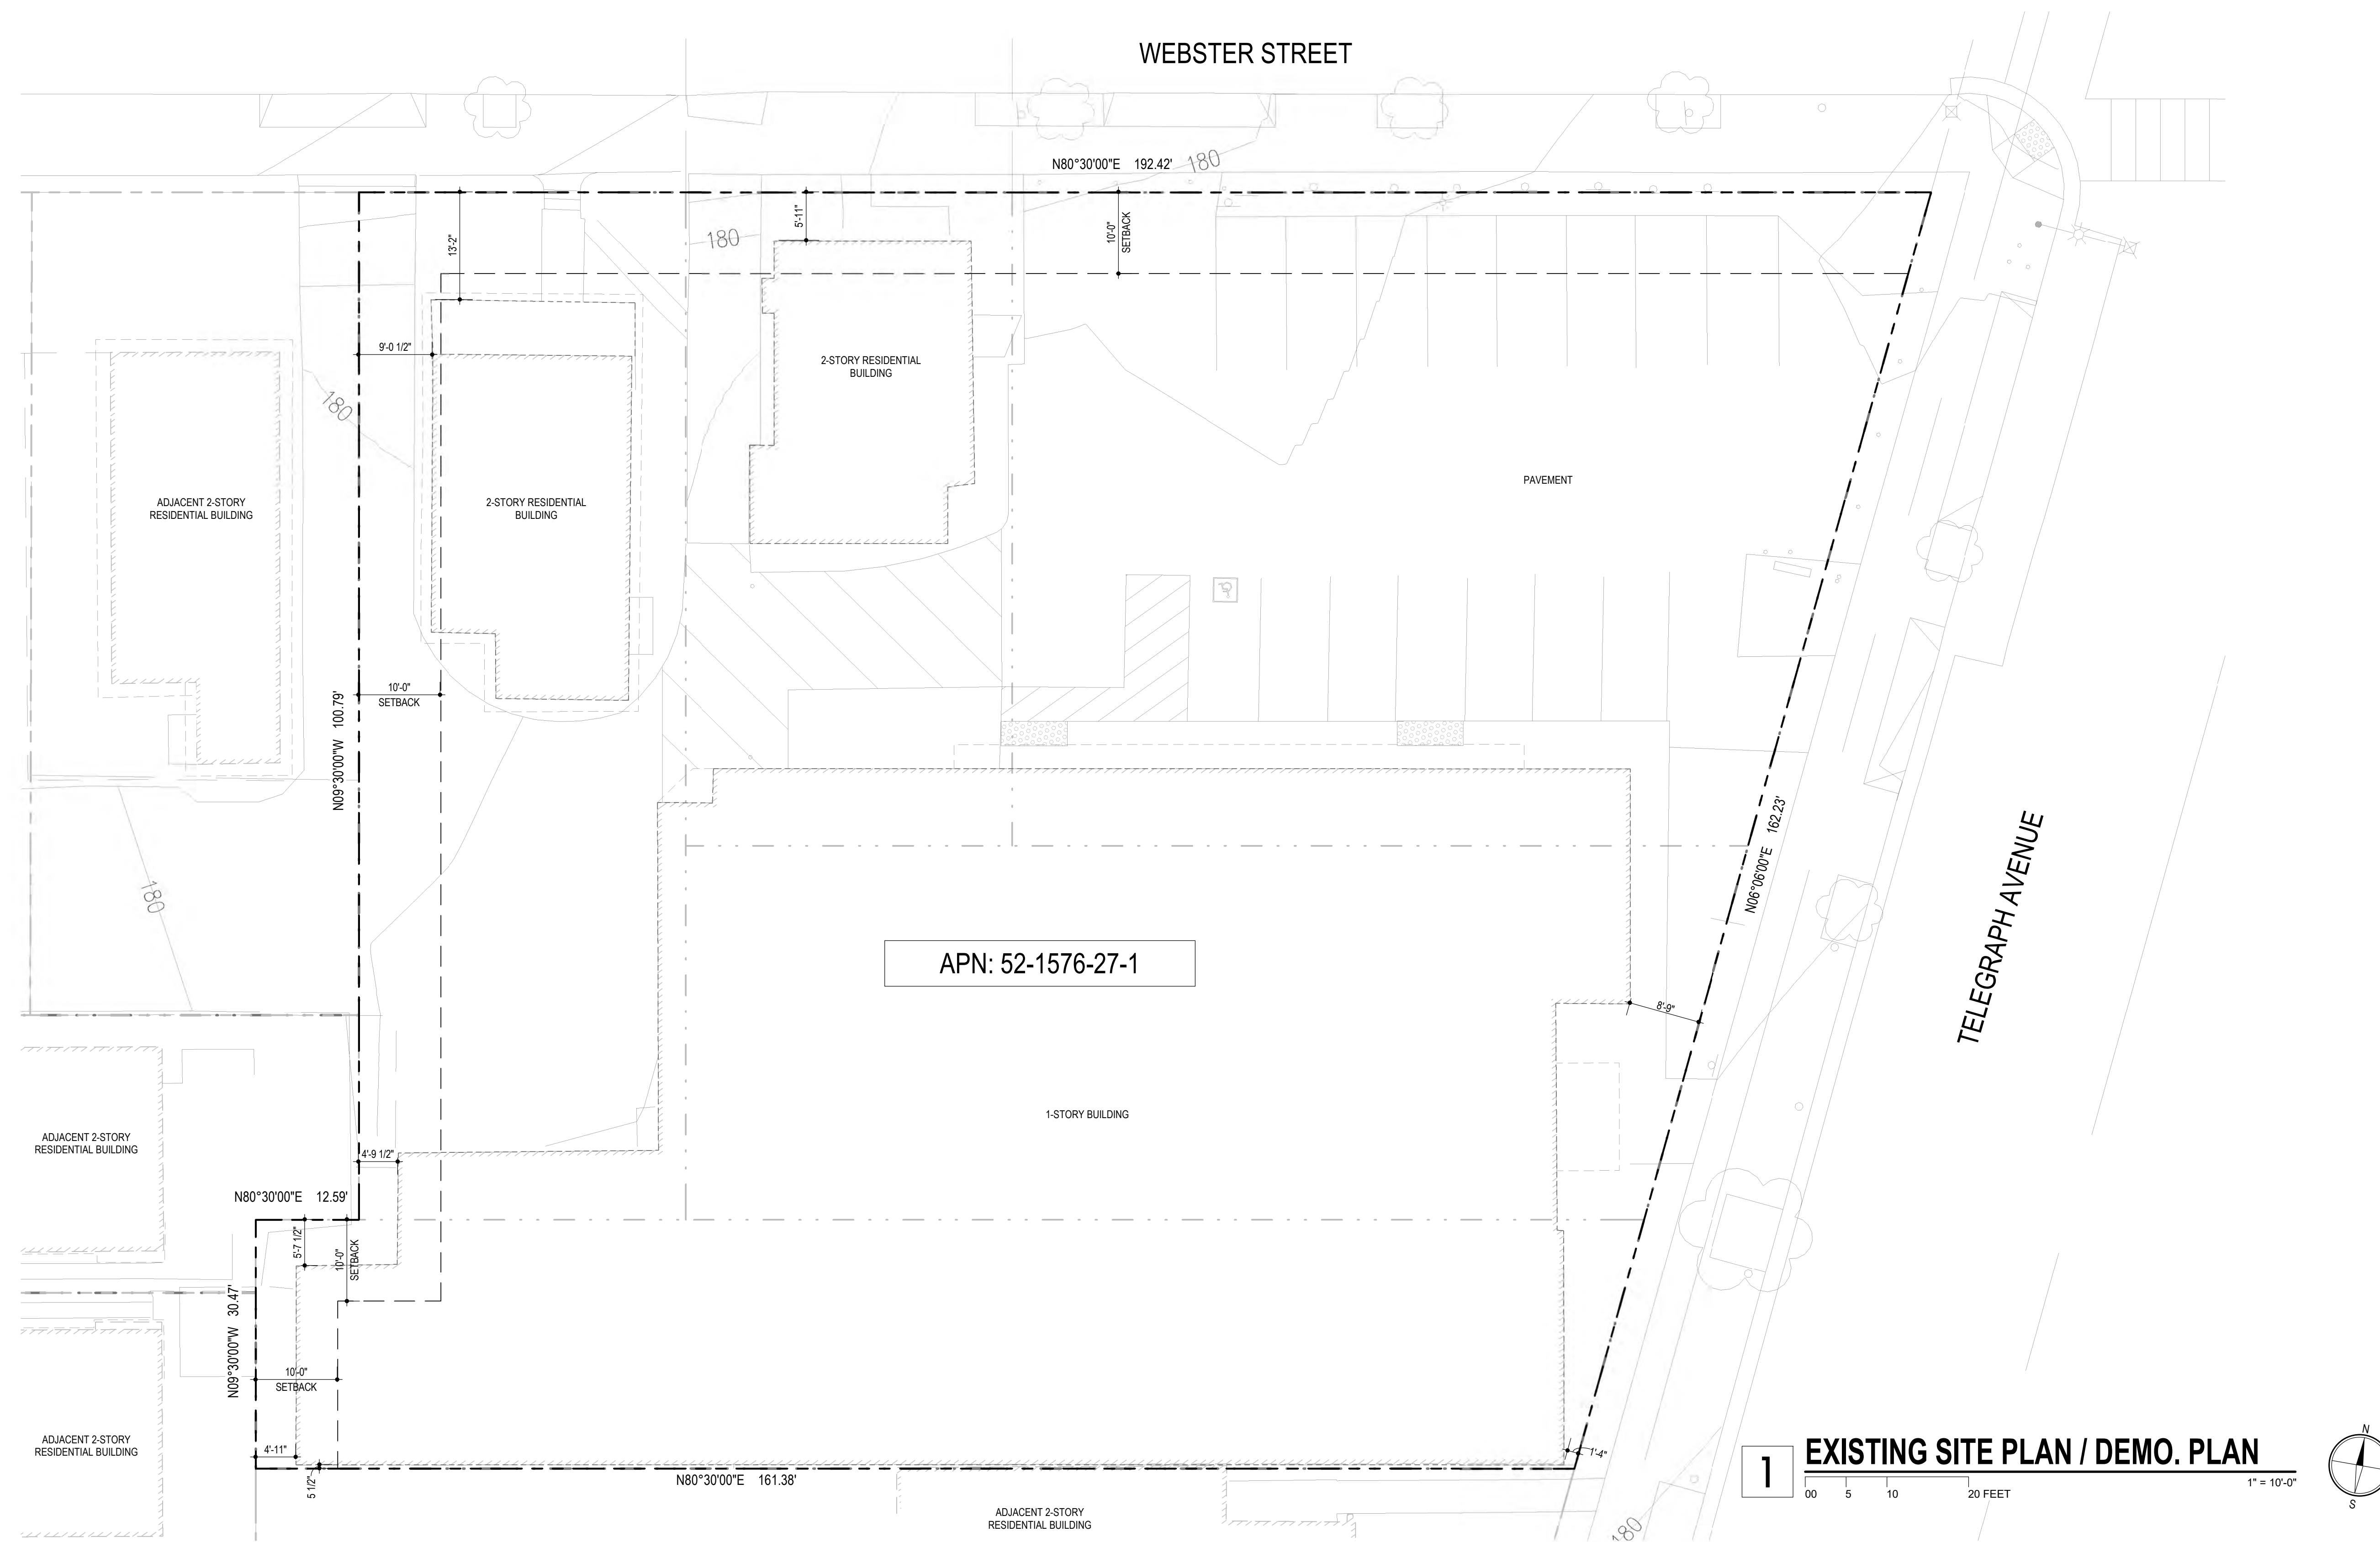 WEBSTER STREET
N80°30'00"E 192.42'
180
13'-2"
5'-11"
10'-0"
SETBACK
180
9'-0 1/2"
180
2-STORY RESIDENTIAL
BUILDING
ADJACENT 2-STORY
RESIDENTIAL BUILDING
2-STORY RESIDENTIAL
BUILDING
PAVEMENT
10'-0"
SETBACK
N09°30'00"W 100.79'
N06°06'00"E 162.23'
TELEGRAPH AVENUE
180
APN: 52-1576-27-1
8'-9"
1-STORY BUILDING
ADJACENT 2-STORY
RESIDENTIAL BUILDING
4'-9 1/2"
N80°30'00"E 12.59'
5'-7 1/2"
10'-0"
SETBACK
N09°30'00"W 30.47'
10'-0"
SETBACK
ADJACENT 2-STORY
RESIDENTIAL BUILDING
4'-11"
5 1/2"
N80°30'00"E 161.38'
1'-4"
ADJACENT 2-STORY
RESIDENTIAL BUILDING
180
1
EXISTING SITE PLAN / DEMO. PLAN
1" = 10'-0"
00 5 10 20 FEET
N
S